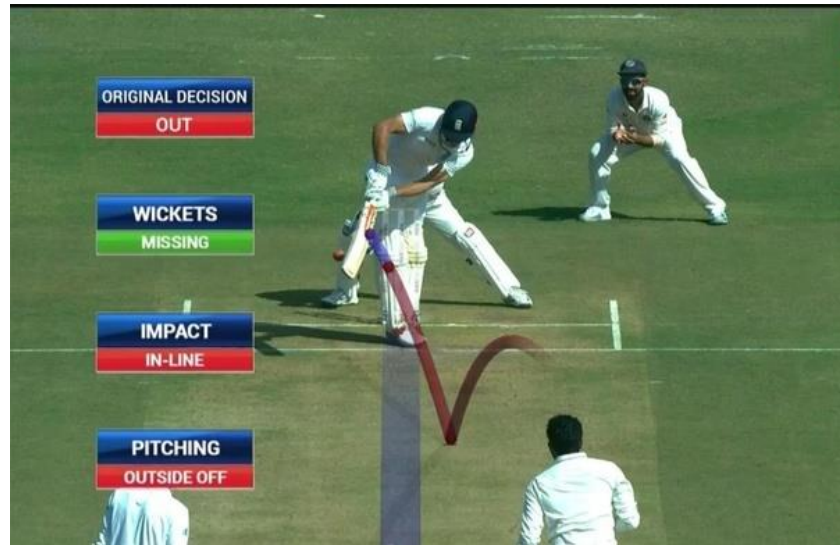 ORIGINAL DECISION
OUT
WICKETS
MISSING
IMPACT
IN-LINE
PITCHING
OUTSIDE OFF